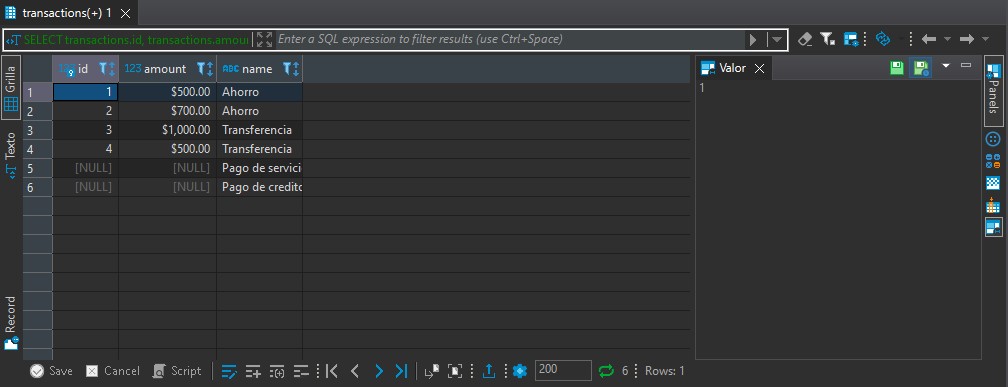 transactions(+) 1
SELECT transactions.id, transactions.amou
Enter a SQL expression to filter results (use Ctrl+Space)
Grilla
Texto
Record
123 id
123 amount
ABC name
1 1 $500.00 Ahorro
2 2 $700.00 Ahorro
3 3 $1,000.00 Transferencia
4 4 $500.00 Transferencia
5 [NULL] [NULL] Pago de servici
6 [NULL] [NULL] Pago de credito
Valor
1
Panels
Save
Cancel
Script
200
6
Rows: 1